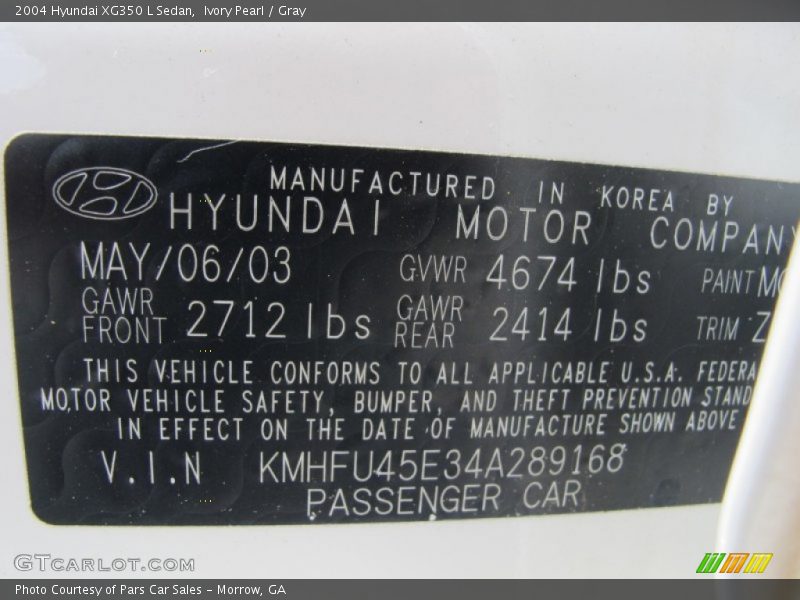 2004 Hyundai XG350 L Sedan, Ivory Pearl / Gray
MANUFACTURED IN KOREA BY
HYUNDAI MOTOR COMPANY
MAY/06/03 GVWR 4674 lbs PAINT
GAWR FRONT 2712 lbs GAWR REAR 2414 lbs TRIM
THIS VEHICLE CONFORMS TO ALL APPLICABLE U.S.A. FEDERA
MOTOR VEHICLE SAFETY, BUMPER, AND THEFT PREVENTION STAND
IN EFFECT ON THE DATE OF MANUFACTURE SHOWN ABOVE
V.I.N KMHFU45E34A289168
PASSENGER CAR
GTCARLOT.COM
Photo Courtesy of Pars Car Sales - Morrow, GA